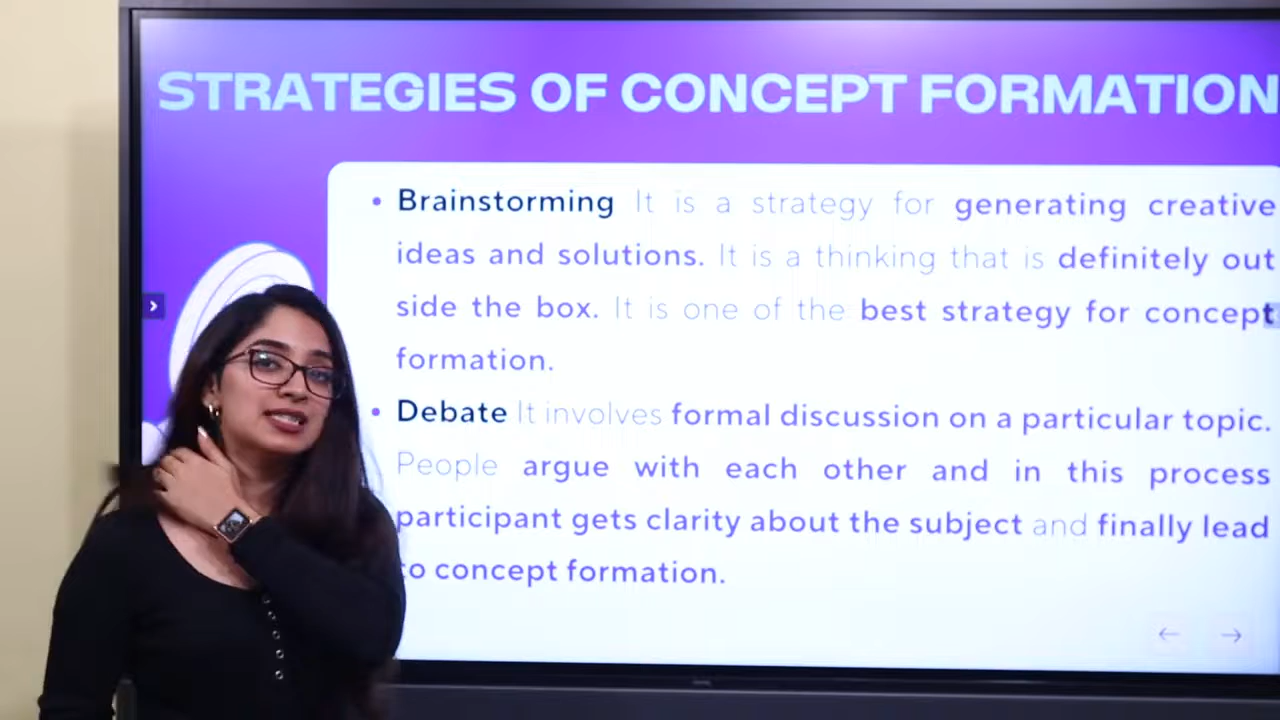 STRATEGIES OF CONCEPT FORMATION
• Brainstorming It is a strategy for generating creative
ideas and solutions. It is a thinking that is definitely out
side the box. It is one of the best strategy for concept
formation.
• Debate It involves formal discussion on a particular topic.
People argue with each other and in this process
participant gets clarity about the subject and finally lead
to concept formation.